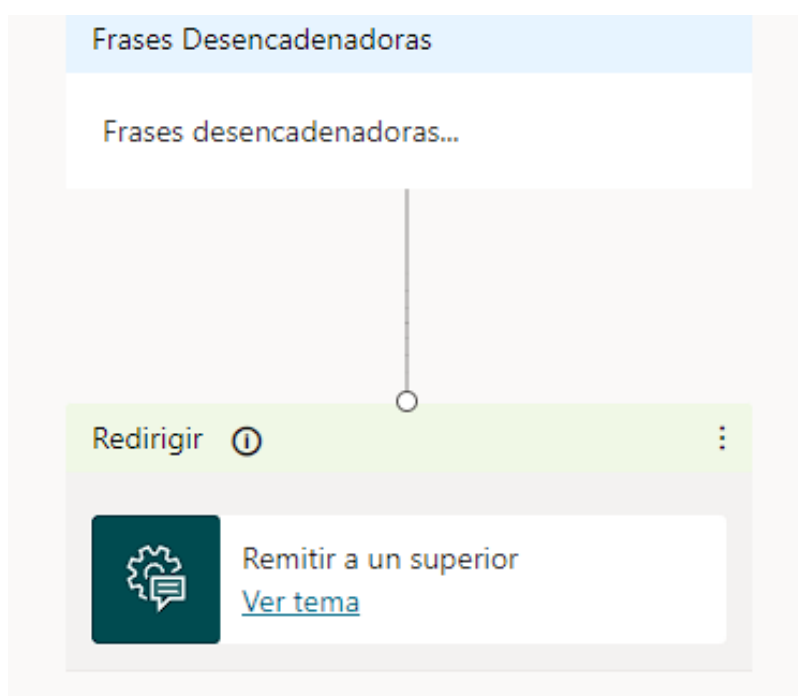 Frases Desencadenadoras
Frases desencadenadoras...
Redirigir
Remitir a un superior
Ver tema